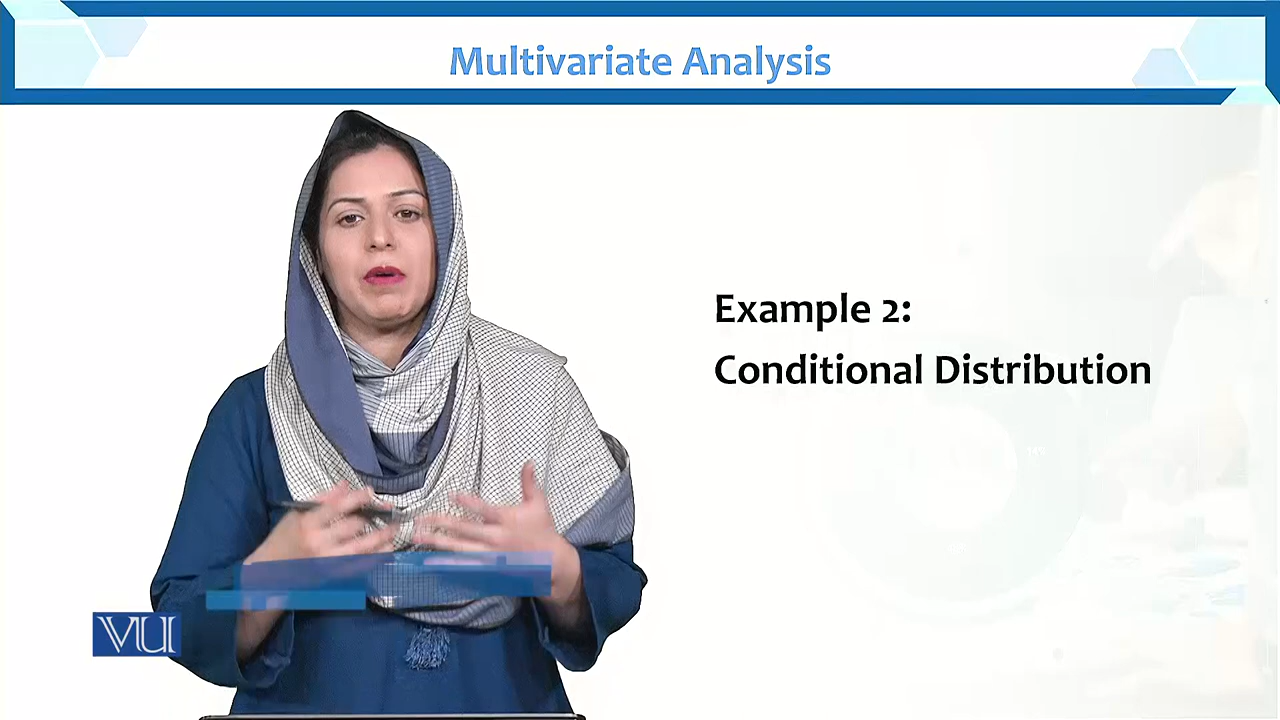 Multivariate Analysis
Example 2:
Conditional Distribution
VU